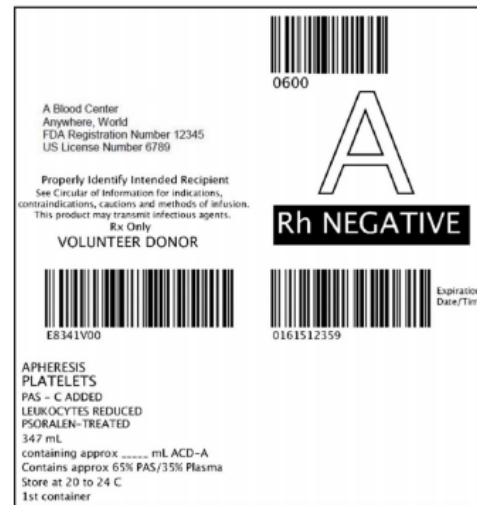 0600
A
A Blood Center
Anywhere, World
FDA Registration Number 12345
US License Number 6789
Properly Identify Intended Recipient
See Circular of Information for indications,
contraindications, cautions and methods of infusion.
This product may transmit infectious agents.
Rx Only
VOLUNTEER DONOR
Rh NEGATIVE
E8341V00
0161512359
Expiration
Date/Tim
APHERESIS
PLATELETS
PAS - C ADDED
LEUKOCYTES REDUCED
PSORALEN-TREATED
347 mL
containing approx _____ mL ACD-A
Contains approx 65% PAS/35% Plasma
Store at 20 to 24 C
1st container